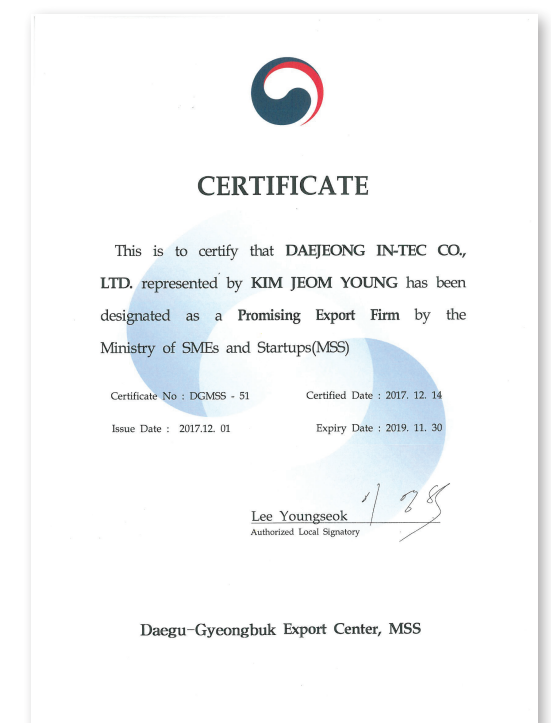 CERTIFICATE
This is to certify that DAEJEONG IN-TEC CO.,
LTD. represented by KIM JEOM YOUNG has been
designated as a Promising Export Firm by the
Ministry of SMEs and Startups(MSS)
Certificate No : DGMSS - 51 Certified Date : 2017. 12. 14
Issue Date : 2017.12. 01 Expiry Date : 2019. 11. 30
Lee Youngseok
Authorized Local Signatory
Daegu-Gyeongbuk Export Center, MSS